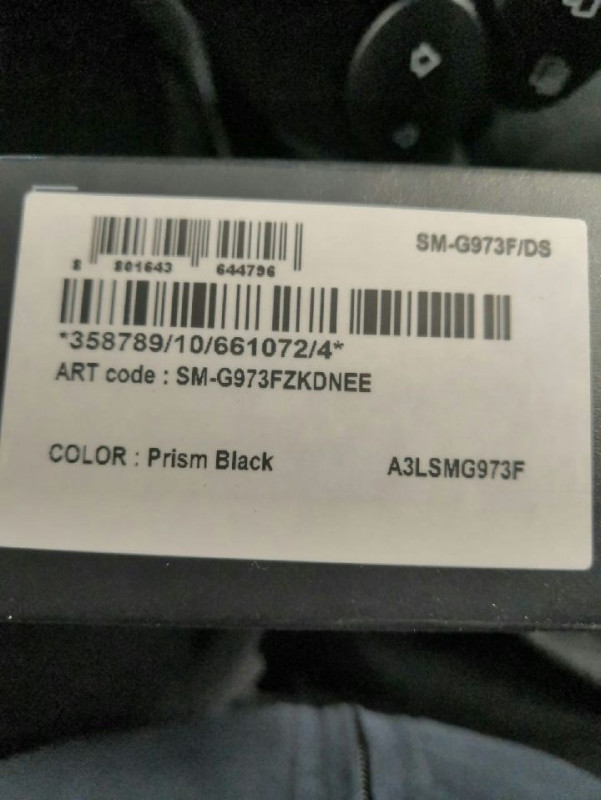 SM-G973F/DS
8 801643 644796
*358789/10/661072/4*
ART code : SM-G973FZKDNEE
COLOR : Prism Black
A3LSMG973F